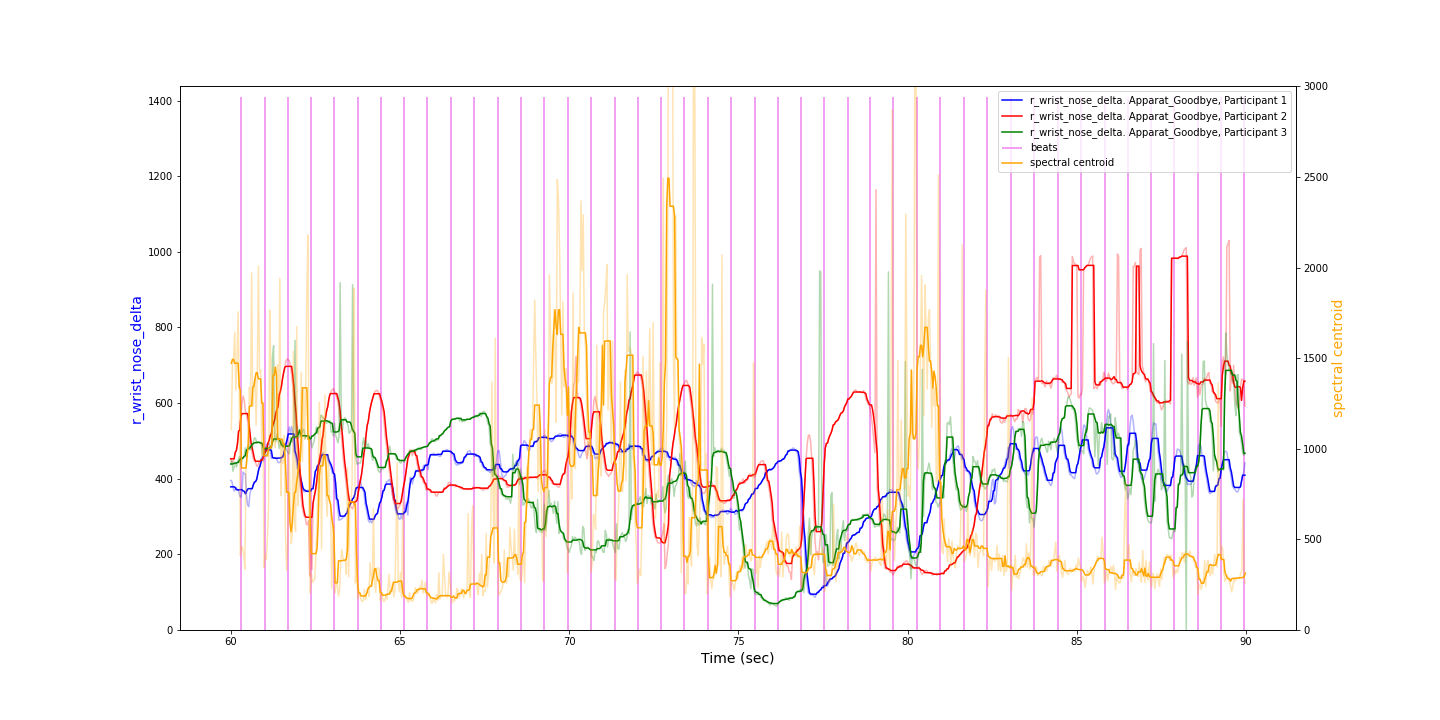 r_wrist_nose_delta. Apparat_Goodbye, Participant 1
r_wrist_nose_delta. Apparat_Goodbye, Participant 2
r_wrist_nose_delta. Apparat_Goodbye, Participant 3
beats
spectral centroid
1400
1200
1000
800
600
400
200
0
r_wrist_nose_delta
3000
2500
2000
1500
1000
500
0
spectral centroid
60 65 70 75 80 85 90
Time (sec)